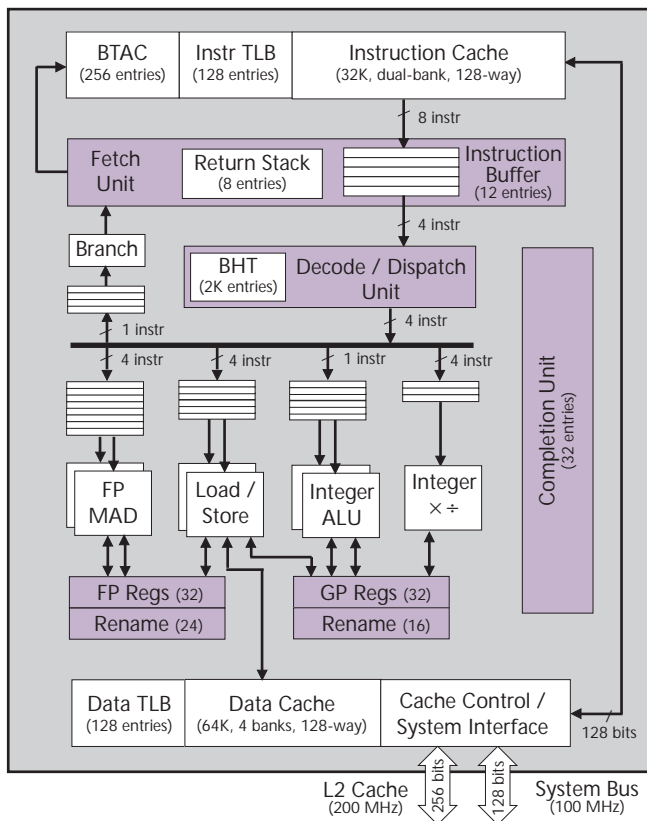 BTAC
(256 entries)
Instr TLB
(128 entries)
Instruction Cache
(32K, dual-bank, 128-way)
8 instr
Fetch
Unit
Return Stack
(8 entries)
Instruction
Buffer
(12 entries)
4 instr
Branch
BHT
(2K entries)
Decode / Dispatch
Unit
1 instr
4 instr
4 instr
4 instr
1 instr
4 instr
Completion Unit
(32 entries)
FP
MAD
Load /
Store
Integer
ALU
Integer
× ÷
FP Regs (32)
Rename (24)
GP Regs (32)
Rename (16)
Data TLB
(128 entries)
Data Cache
(64K, 4 banks, 128-way)
Cache Control /
System Interface
128 bits
L2 Cache
(200 MHz)
256 bits
128 bits
System Bus
(100 MHz)